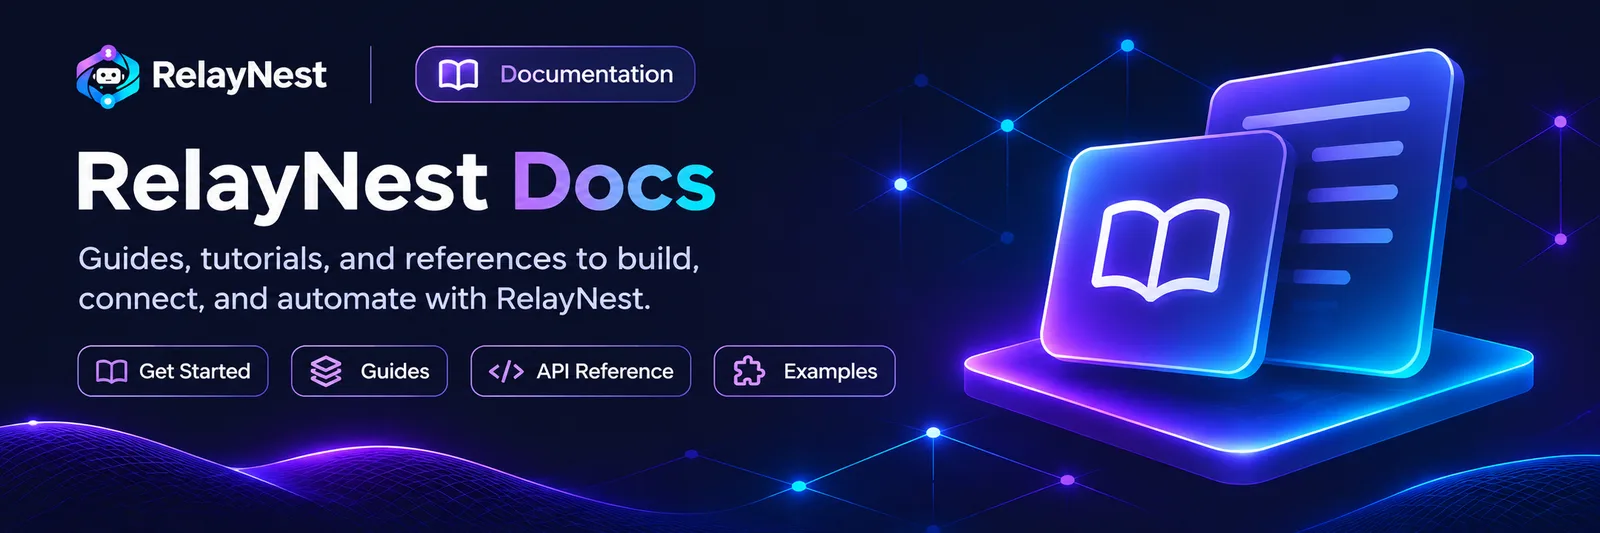 RelayNest
Documentation
RelayNest Docs
Guides, tutorials, and references to build,
connect, and automate with RelayNest.
Get Started
Guides
</> API Reference
Examples